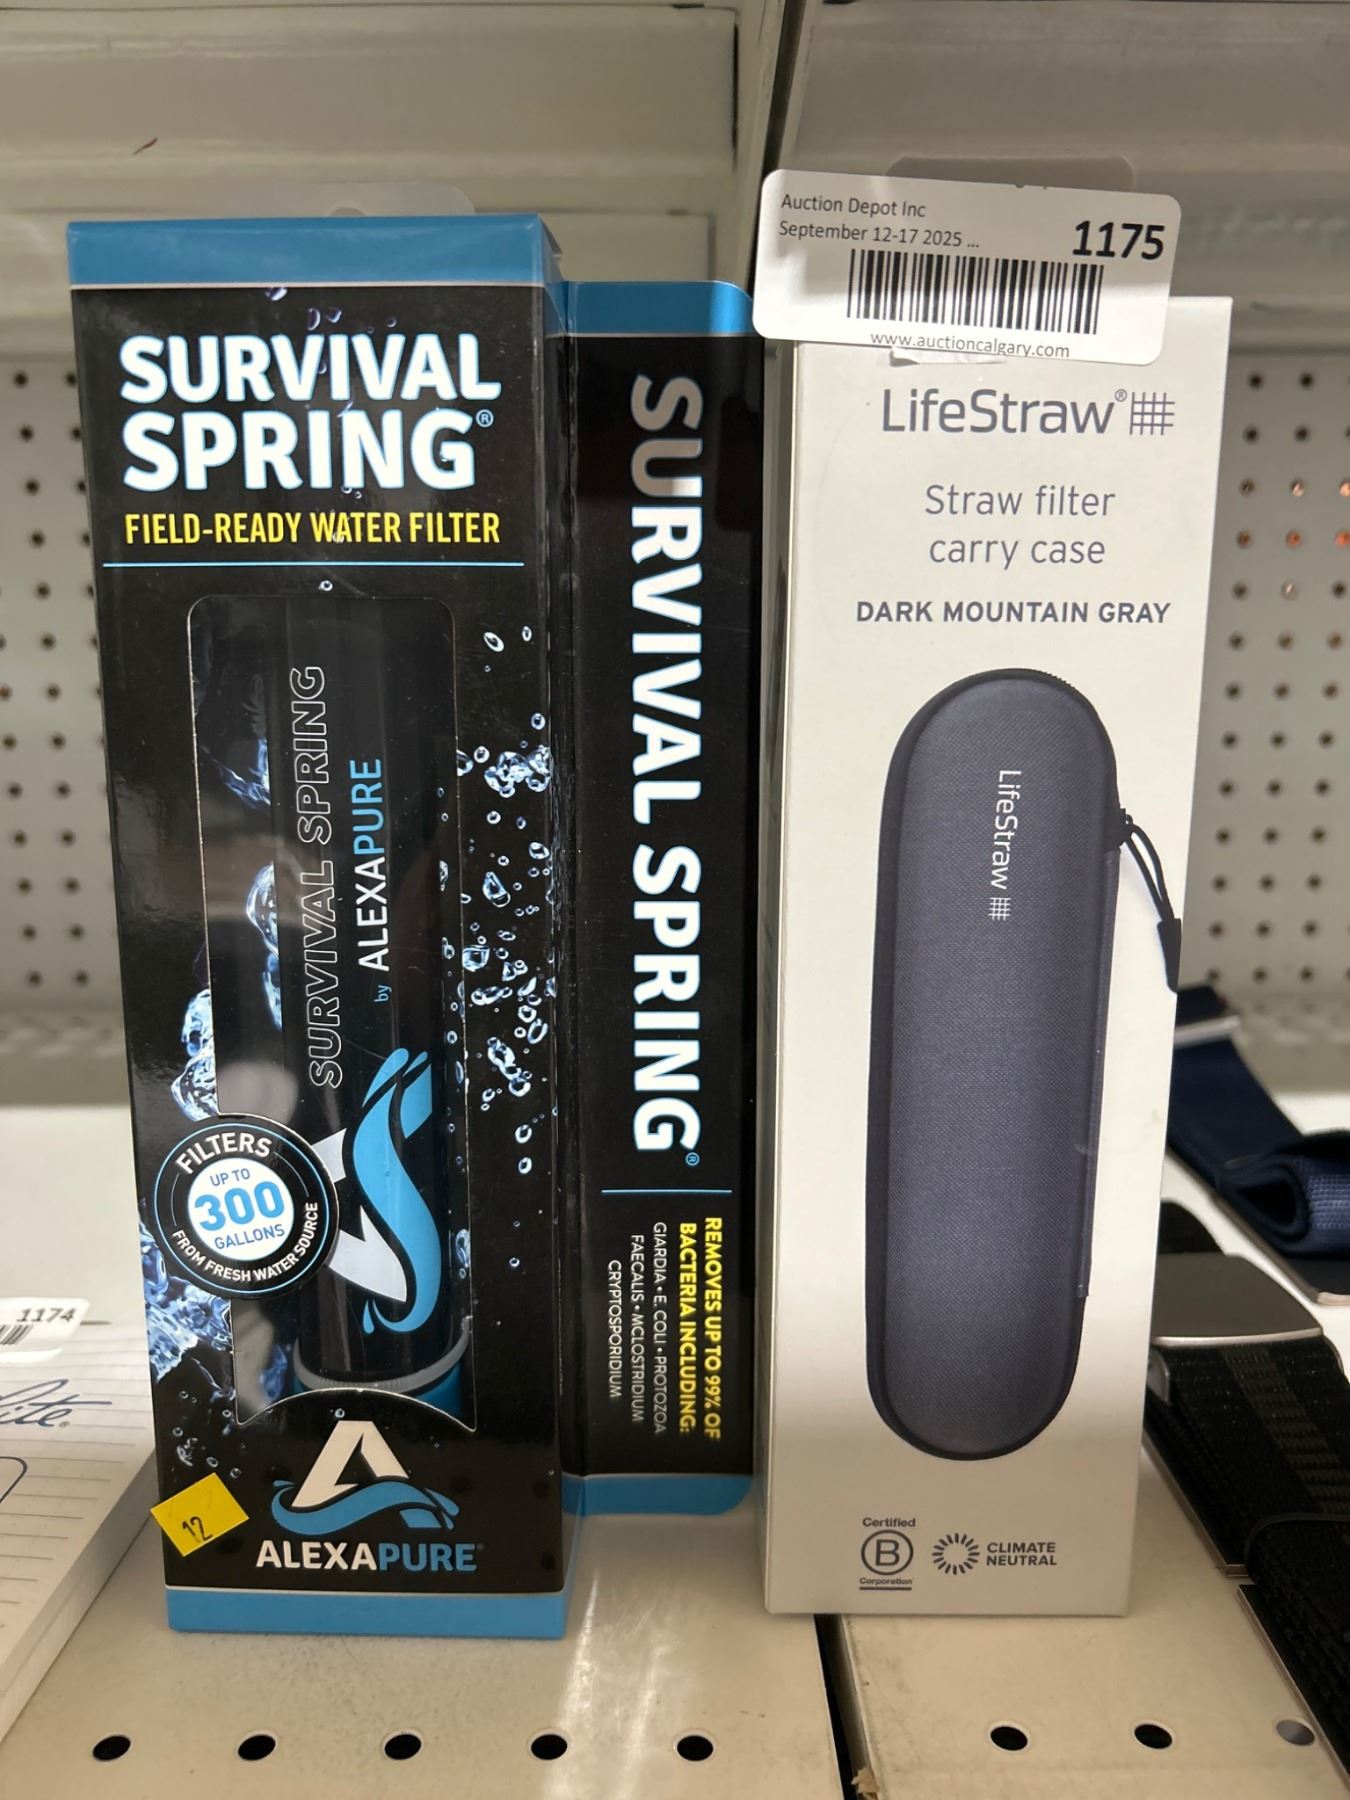 SURVIVAL
SPRING®
FIELD-READY WATER FILTER
SURVIVAL SPRING
by ALEXAPURE
FILTERS
UP TO
300
GALLONS
FROM FRESH WATER SOURCE
12
ALEXAPURE
SURVIVAL SPRING®
REMOVES UP TO 99% OF
BACTERIA INCLUDING:
GIARDIA • E. COLI • PROTOZOA
FAECALIS • MCLOSTRIDIUM
CRYPTOSPORIDIUM
Auction Depot Inc
September 12-17 2025 ...
1175
www.auctioncalgary.com
LifeStraw®
Straw filter
carry case
DARK MOUNTAIN GRAY
LifeStraw
Certified
B
Corporation
CLIMATE
NEUTRAL
1174